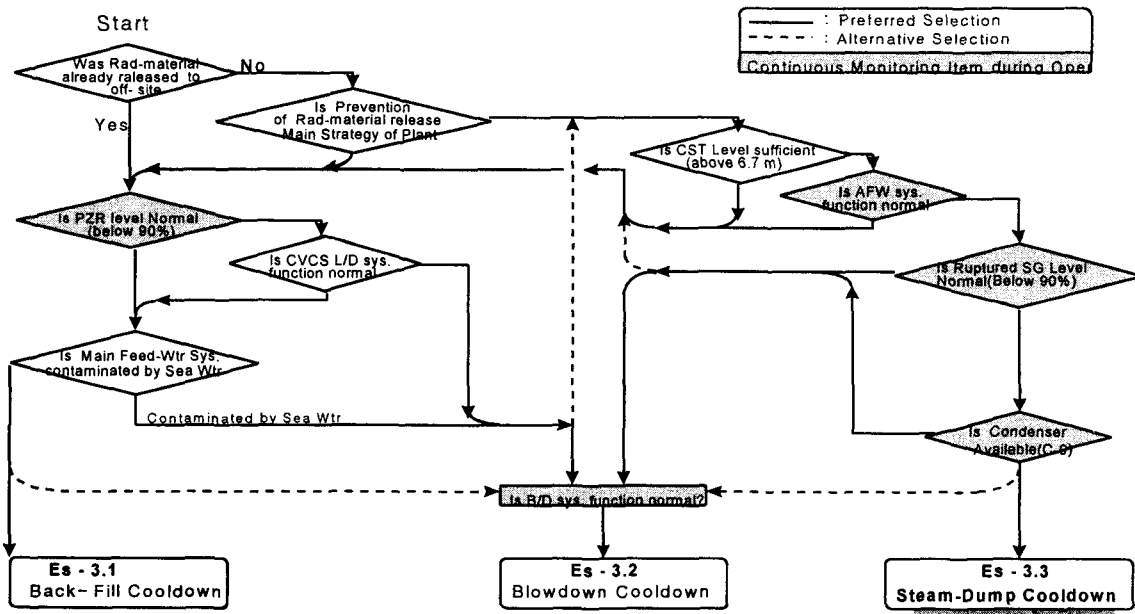 Start
: Preferred Selection
: Alternative Selection
Continuous Monitoring Item during Oper
Was Rad-material
already raleased to
off- site
No
Yes
Is Prevention
of Rad-material release
Main Strategy of Plant
Is CST Level sufficient
(above 6.7 m)
Is AFW sys.
function normal
Is PZR level Normal
(below 90%)
Is CVCS L/D sys.
function normal
Is Ruptured SG Level
Normal(Below 90%)
Is Main Feed-Wtr Sys.
contaminated by Sea Wtr
Contaminated by Sea Wtr
Is Condenser
Available(C-9)
Is B/D sys. function normal?
Es - 3.1
Back- Fill Cooldown
Es - 3.2
Blowdown Cooldown
Es - 3.3
Steam-Dump Cooldown